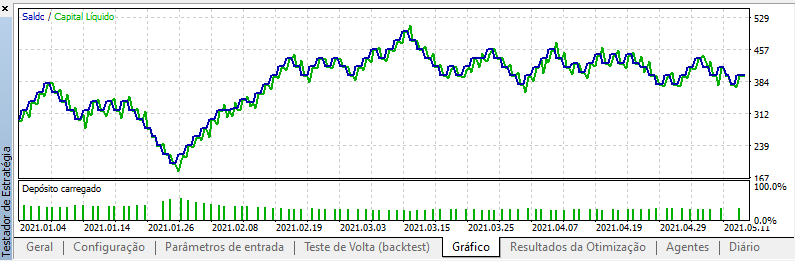 Saldo / Capital Líquido
529
457
384
312
239
167
Depósito carregado
100.0%
0.0%
2021.01.04 2021.01.14 2021.01.26 2021.02.08 2021.02.19 2021.03.03 2021.03.15 2021.03.25 2021.04.07 2021.04.19 2021.04.29 2021.05.11
Testador de Estratégia
Geral Configuração Parâmetros de entrada Teste de Volta (backtest) Gráfico Resultados da Otimização Agentes Diário